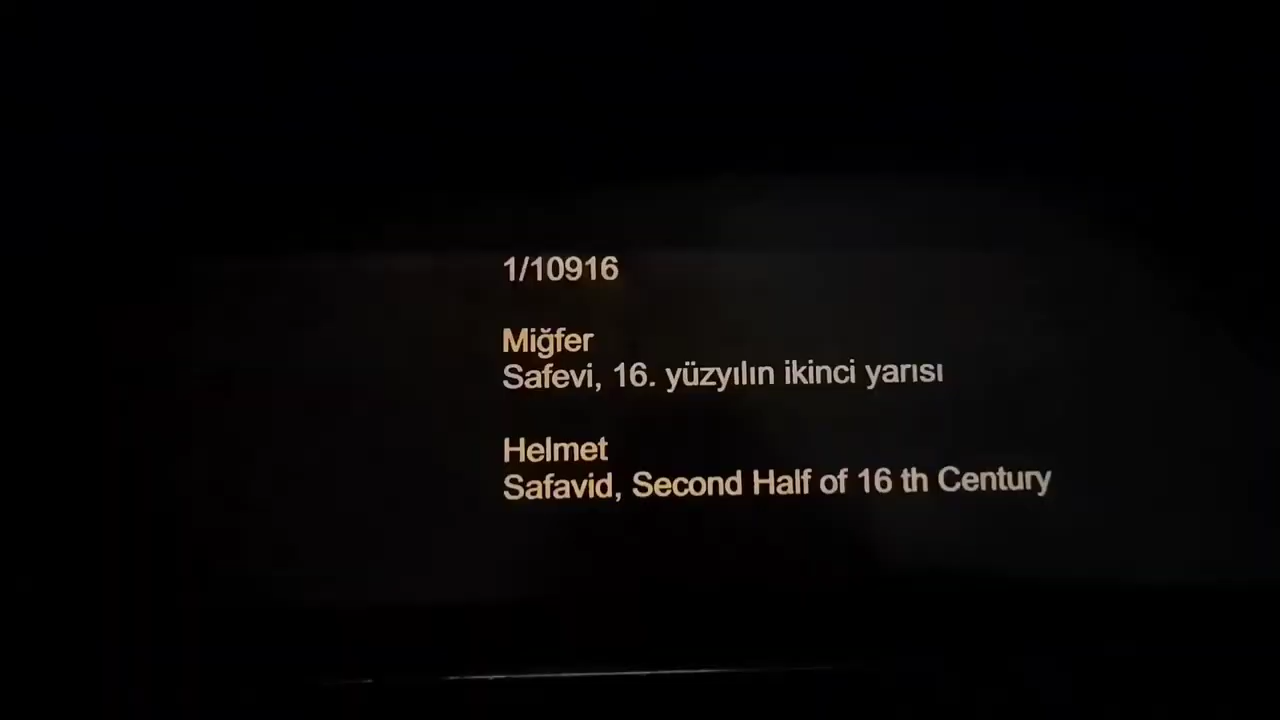 1/10916
Miğfer
Safevi, 16. yüzyılın ikinci yarısı
Helmet
Safavid, Second Half of 16 th Century